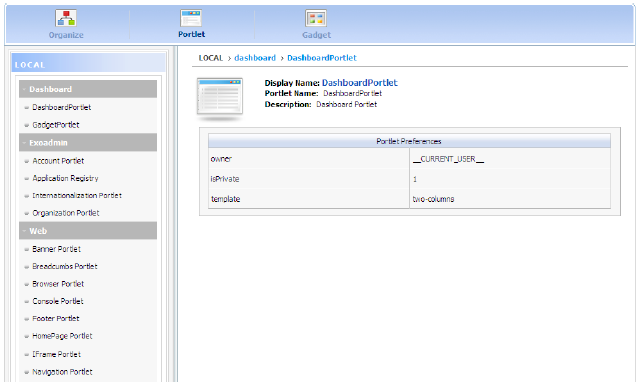 Organize
Portlet
Gadget
LOCAL
Dashboard
DashboardPortlet
GadgetPortlet
Exoadmin
Account Portlet
Application Registry
Internationalization Portlet
Organization Portlet
Web
Banner Portlet
Breadcumbs Portlet
Browser Portlet
Console Portlet
Footer Portlet
HomePage Portlet
IFrame Portlet
Navigation Portlet
LOCAL > dashboard > DashboardPortlet
Display Name: DashboardPortlet
Portlet Name: DashboardPortlet
Description: Dashboard Portlet
Portlet Preferences
owner __CURRENT_USER__
isPrivate 1
template two-columns